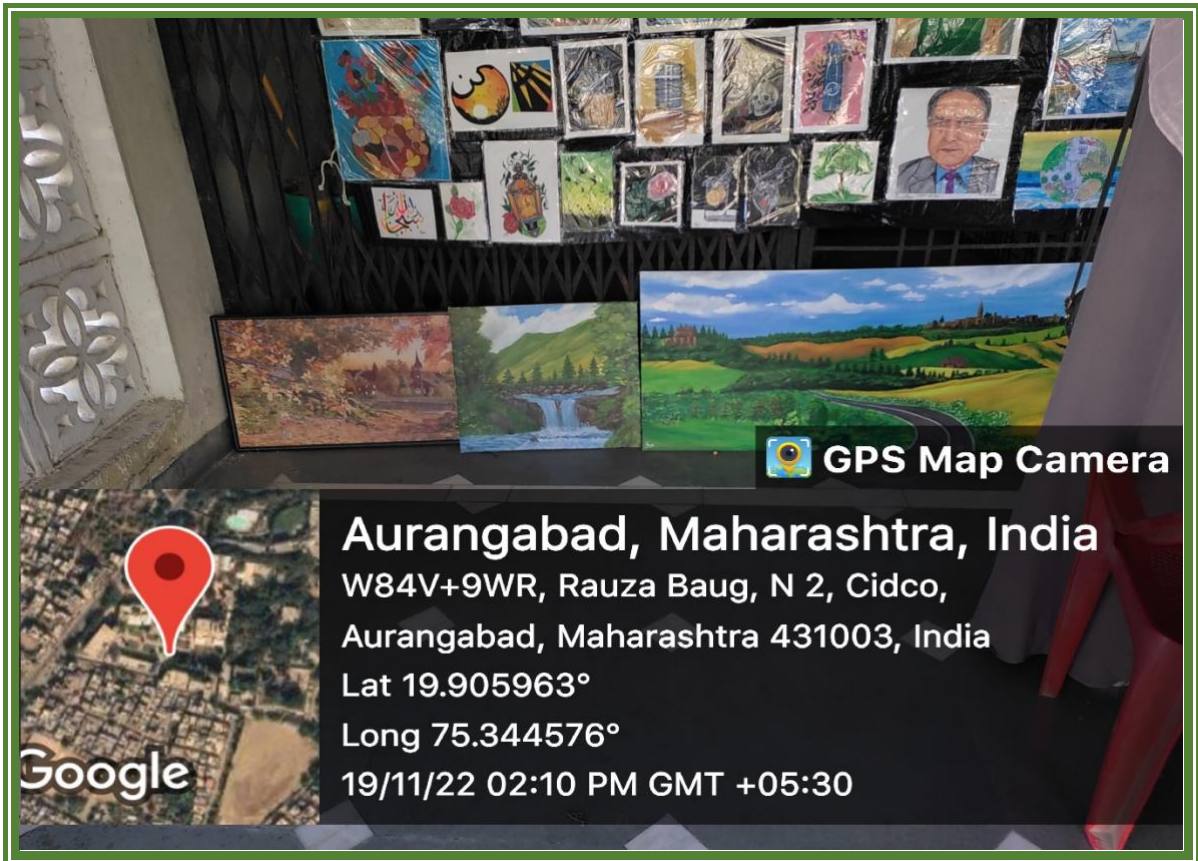 GPS Map Camera
Aurangabad, Maharashtra, India
W84V+9WR, Rauza Baug, N 2, Cidco,
Aurangabad, Maharashtra 431003, India
Lat 19.905963°
Long 75.344576°
19/11/22 02:10 PM GMT +05:30
Google